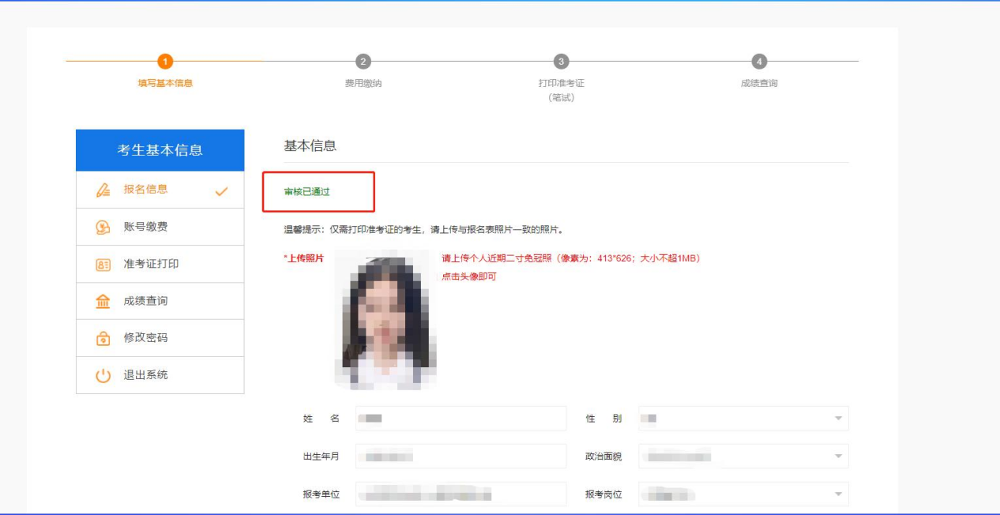 1
2
3
4
填写基本信息
费用缴纳
打印准考证
（笔试）
成绩查询
考生基本信息
报名信息
账号缴费
准考证打印
成绩查询
修改密码
退出系统
基本信息
审核已通过
温馨提示：仅需打印准考证的考生，请上传与报名表照片一致的照片。
*上传照片
请上传个人近期二寸免冠照（像素为：413*626；大小不超1MB）
点击头像即可
姓 名
性 别
出生年月
政治面貌
报考单位
报考岗位